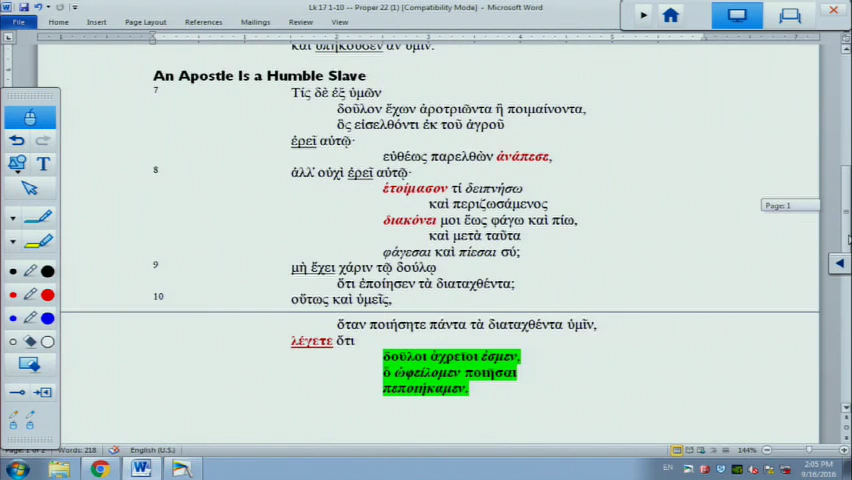 Lk 17 1-10 -- Proper 22 (1) [Compatibility Mode] - Microsoft Word
File Home Insert Page Layout References Mailings Review View
καὶ ὑπήκουσεν ἂν ὑμῖν.
An Apostle Is a Humble Slave
7 Τίς δὲ ἐξ ὑμῶν
δοῦλον ἔχων ἀροτριῶντα ἢ ποιμαίνοντα,
ὃς εἰσελθόντι ἐκ τοῦ ἀγροῦ
ἐρεῖ αὐτῷ·
εὐθέως παρελθὼν ἀνάπεσε,
8 ἀλλ' οὐχὶ ἐρεῖ αὐτῷ·
ἑτοίμασον τί δειπνήσω
καὶ περιζωσάμενος
διακόνει μοι ἕως φάγω καὶ πίω,
καὶ μετὰ ταῦτα
φάγεσαι καὶ πίεσαι σύ;
9 μὴ ἔχει χάριν τῷ δούλῳ
ὅτι ἐποίησεν τὰ διαταχθέντα;
10 οὕτως καὶ ὑμεῖς,
ὅταν ποιήσητε πάντα τὰ διαταχθέντα ὑμῖν,
λέγετε ὅτι
δοῦλοι ἀχρεῖοί ἐσμεν,
ὃ ὠφείλομεν ποιῆσαι
πεποιήκαμεν.
Page: 1
T
Words: 218 English (U.S.) 144%
EN 2:05 PM
9/16/2016